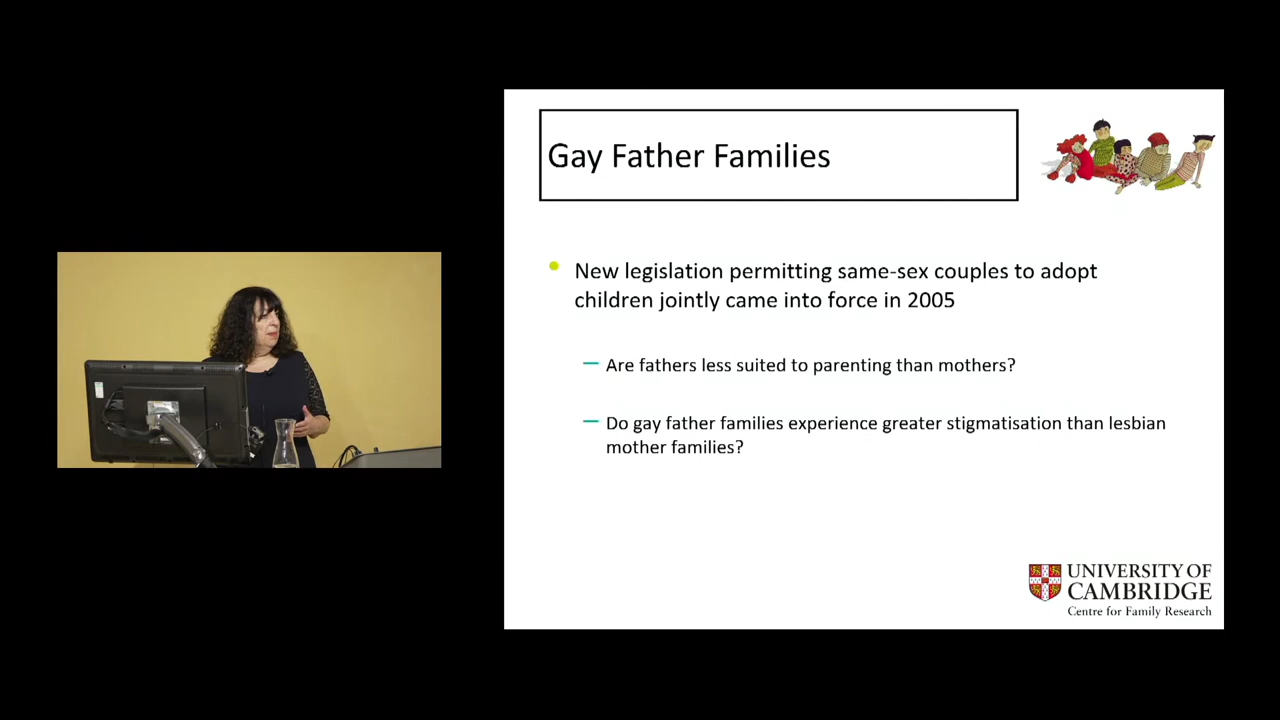 Gay Father Families
New legislation permitting same-sex couples to adopt
children jointly came into force in 2005
— Are fathers less suited to parenting than mothers?
— Do gay father families experience greater stigmatisation than lesbian
mother families?
UNIVERSITY OF
CAMBRIDGE
Centre for Family Research